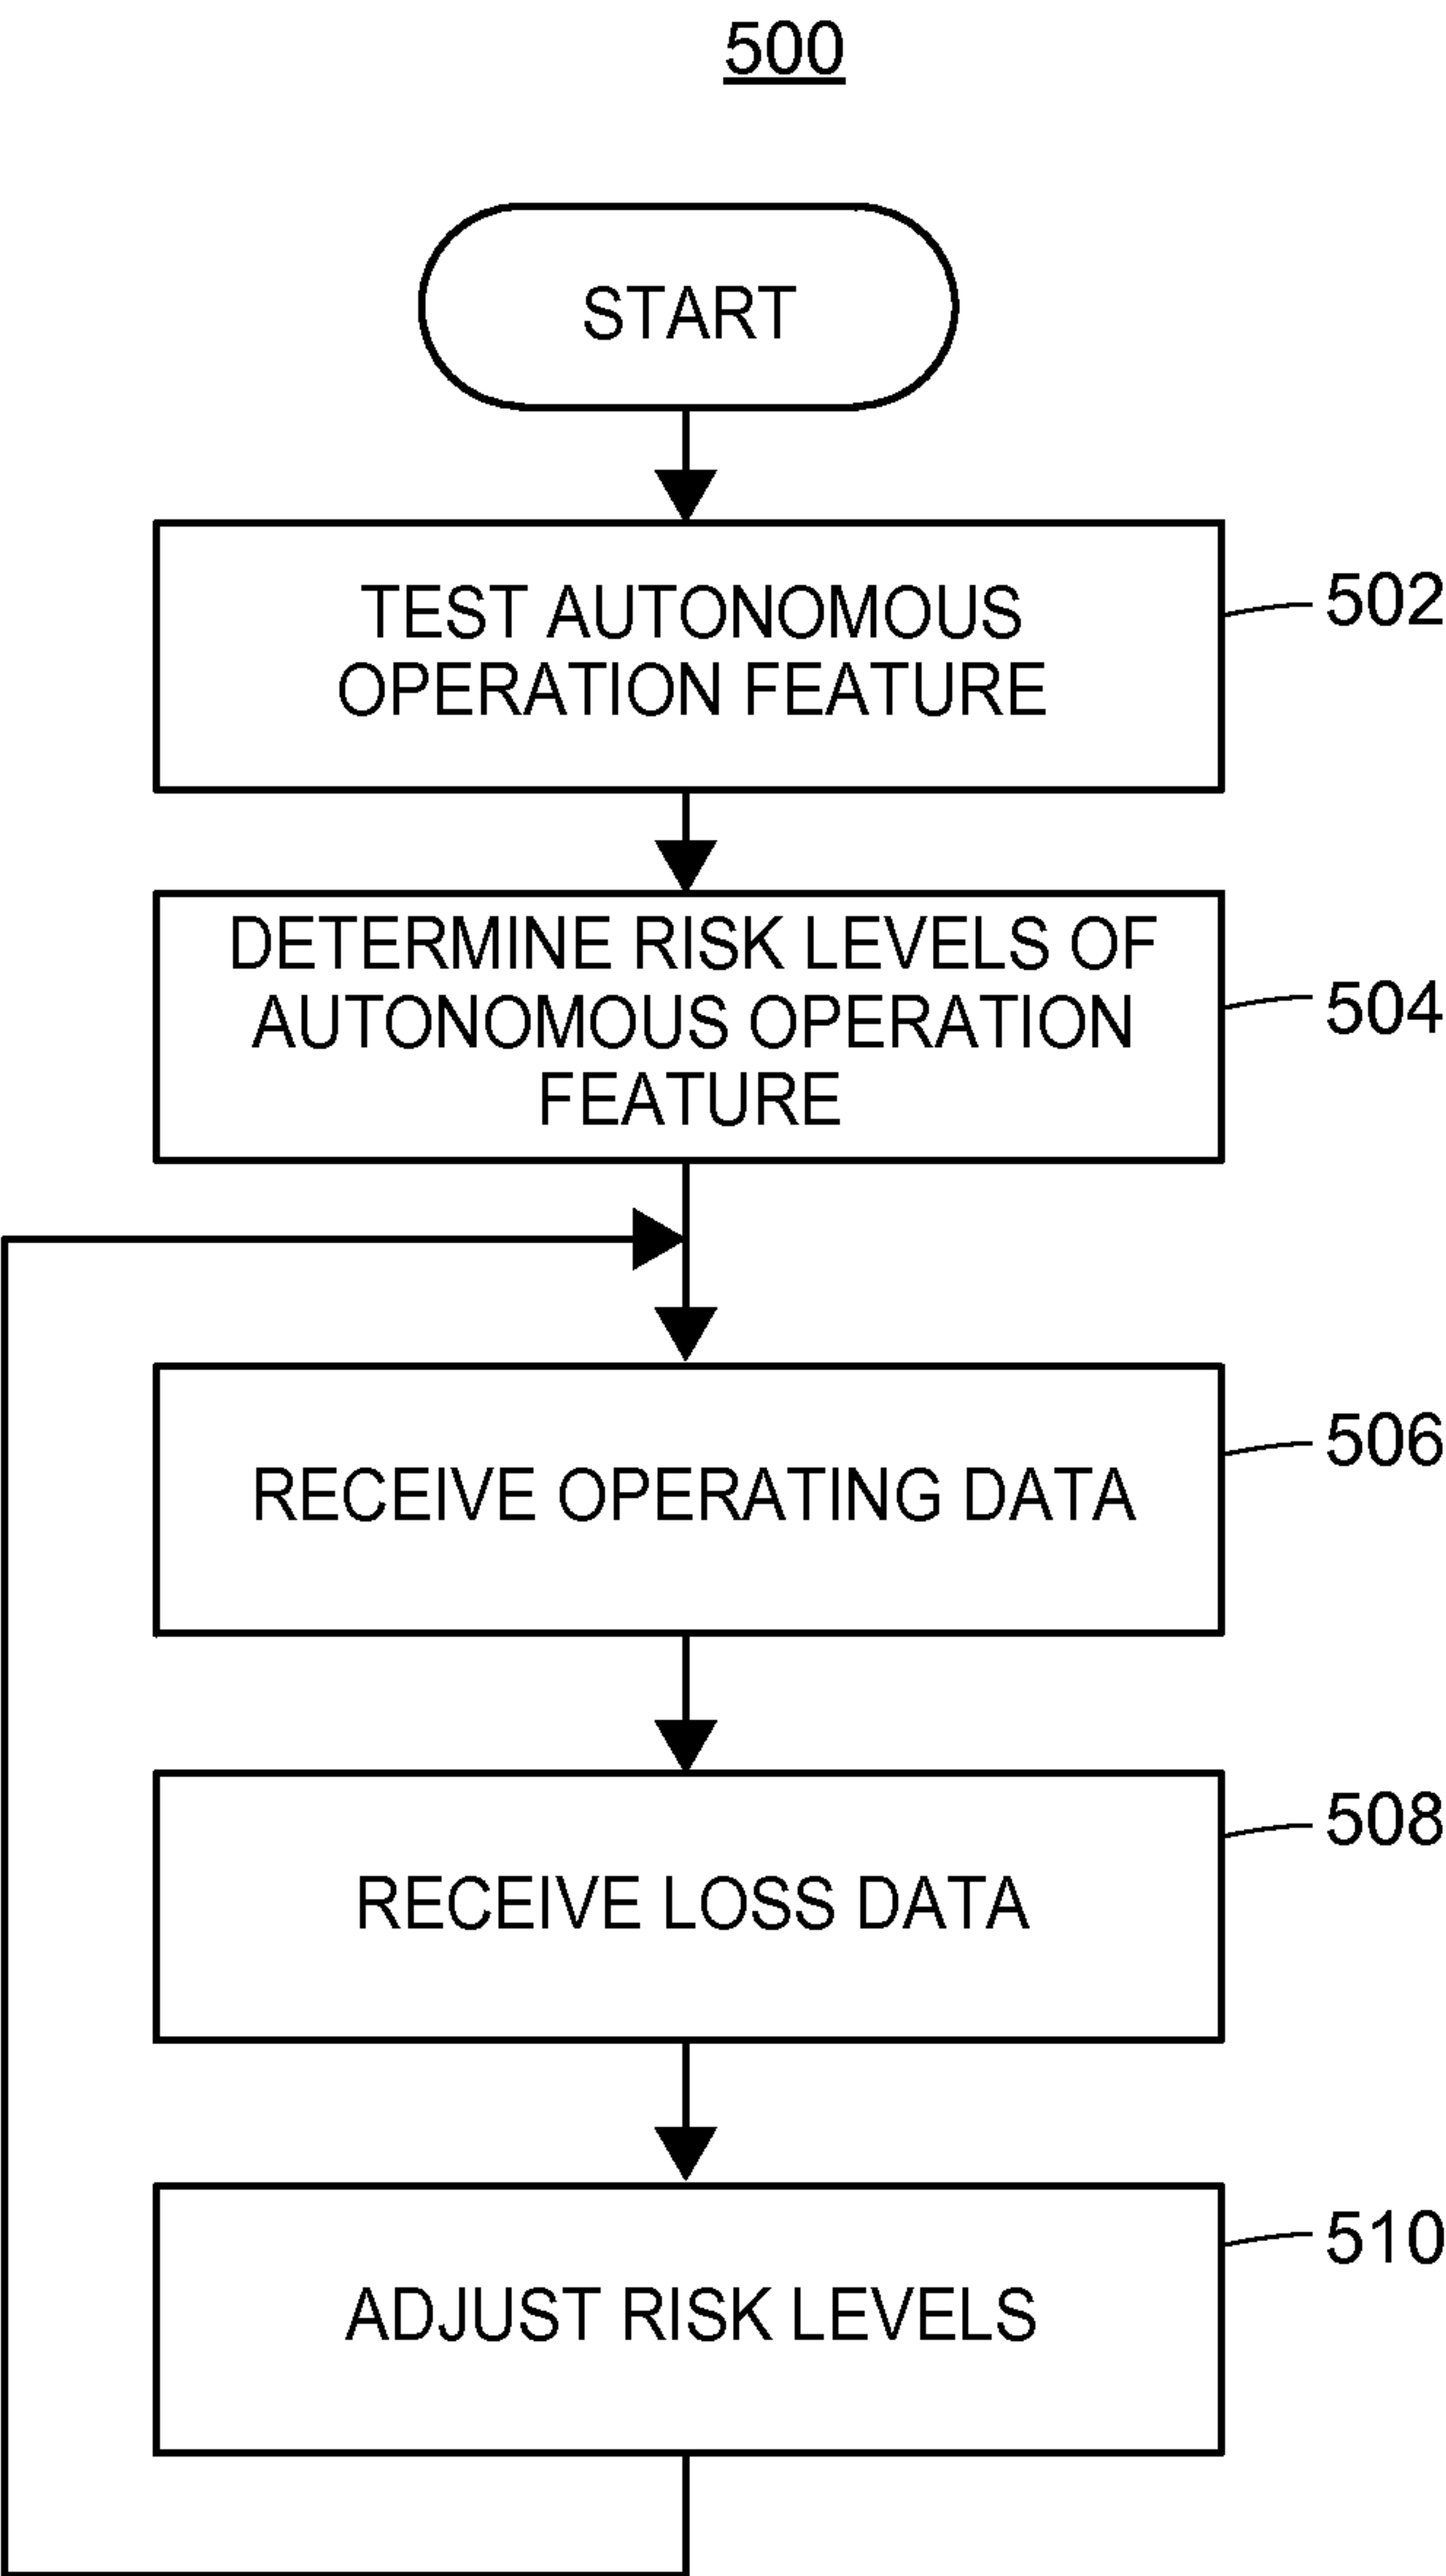 500
START
TEST AUTONOMOUS
OPERATION FEATURE
502
DETERMINE RISK LEVELS OF
AUTONOMOUS OPERATION
FEATURE
504
RECEIVE OPERATING DATA
506
RECEIVE LOSS DATA
508
ADJUST RISK LEVELS
510